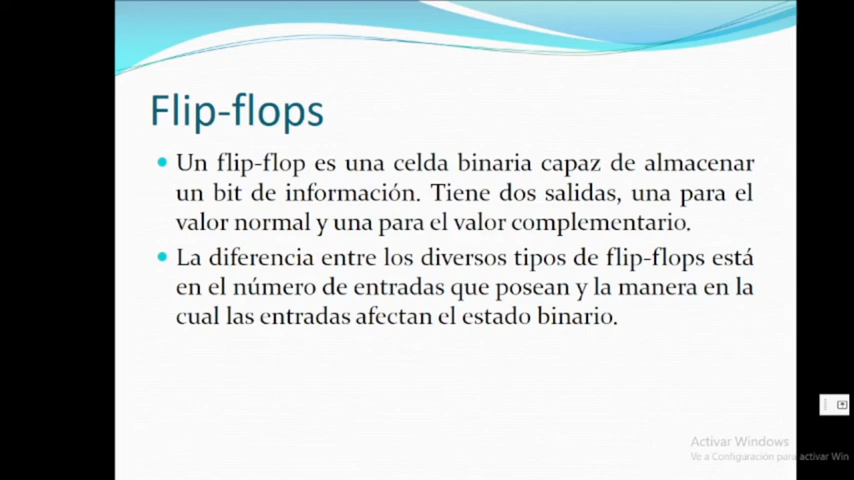 Flip-flops
Un flip-flop es una celda binaria capaz de almacenar
un bit de información. Tiene dos salidas, una para el
valor normal y una para el valor complementario.
La diferencia entre los diversos tipos de flip-flops está
en el número de entradas que posean y la manera en la
cual las entradas afectan el estado binario.
Activar Windows
Ve a Configuración para activar Win